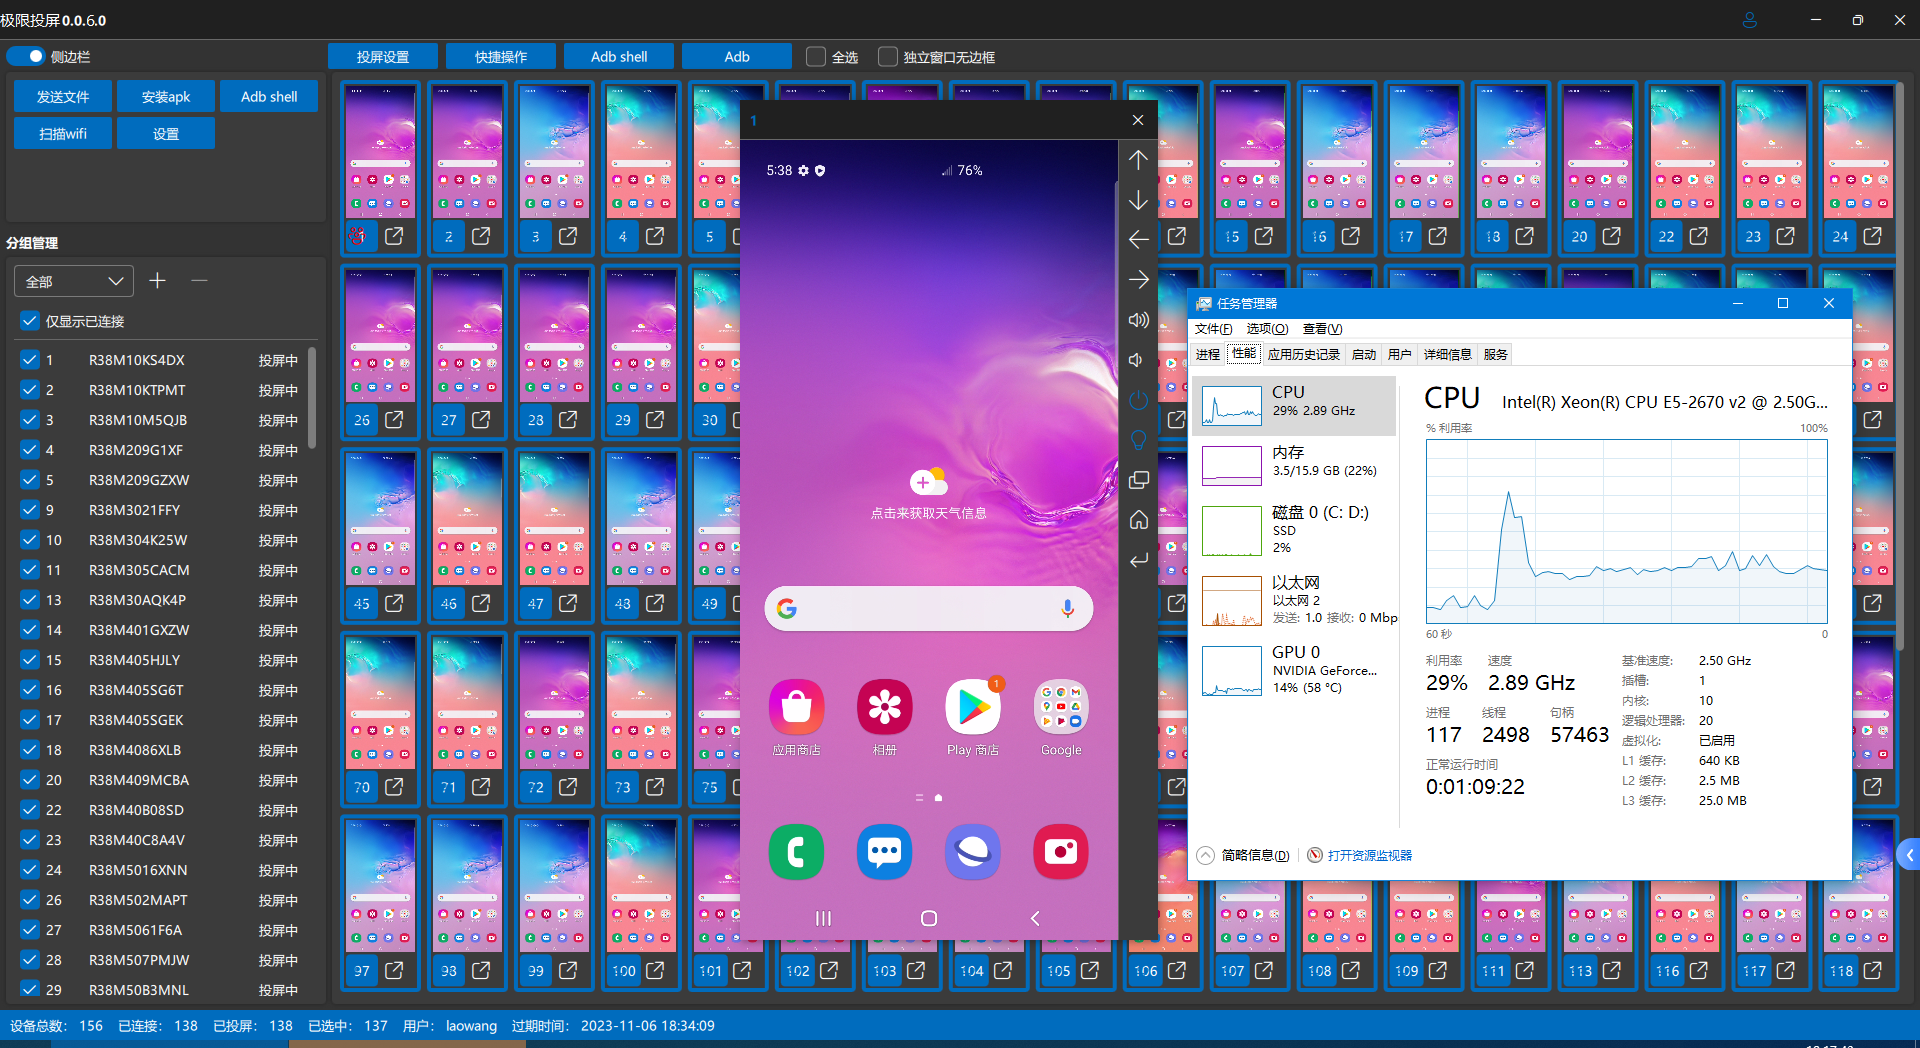 极限投屏0.0.6.0
侧边栏
投屏设置 快捷操作 Adb shell Adb 全选 独立窗口无边框
发送文件 安装apk Adb shell
扫描wifi 设置
分组管理
全部
仅显示已连接
1 R38M10KS4DX 投屏中
2 R38M10KTPMT 投屏中
3 R38M10M5QJB 投屏中
4 R38M209G1XF 投屏中
5 R38M209GZXW 投屏中
9 R38M3021FFY 投屏中
10 R38M304K25W 投屏中
11 R38M305CACM 投屏中
13 R38M30AQK4P 投屏中
14 R38M401GXZW 投屏中
15 R38M405HJLY 投屏中
16 R38M405SG6T 投屏中
17 R38M405SGEK 投屏中
18 R38M4086XLB 投屏中
20 R38M409MCBA 投屏中
22 R38M40B08SD 投屏中
23 R38M40C8A4V 投屏中
24 R38M5016XNN 投屏中
26 R38M502MAPT 投屏中
27 R38M5061F6A 投屏中
28 R38M507PMJW 投屏中
29 R38M50B3MNL 投屏中
2 3 4 5 15 16 17 18 20 22 23 24
26 27 28 29 30
45 46 47 48 49
70 71 72 73 75
97 98 99 100 101 102 103 104 105 106 107 108 109 111 113 116 117 118
1
5:38 76%
点击来获取天气信息
1
应用商店 相册 Play 商店 Google
任务管理器
文件(F) 选项(O) 查看(V)
进程 性能 应用历史记录 启动 用户 详细信息 服务
CPU
29% 2.89 GHz
内存
3.5/15.9 GB (22%)
磁盘 0 (C: D:)
SSD
2%
以太网
以太网 2
发送: 1.0 接收: 0 Mbp
GPU 0
NVIDIA GeForce...
14% (58 °C)
CPU Intel(R) Xeon(R) CPU E5-2670 v2 @ 2.50G...
% 利用率 100%
60 秒 0
利用率 速度
29% 2.89 GHz
进程 线程 句柄
117 2498 57463
正常运行时间
0:01:09:22
基准速度: 2.50 GHz
插槽: 1
内核: 10
逻辑处理器: 20
虚拟化: 已启用
L1 缓存: 640 KB
L2 缓存: 2.5 MB
L3 缓存: 25.0 MB
简略信息(D) 打开资源监视器
设备总数: 156 已连接: 138 已投屏: 138 已选中: 137 用户: laowang 过期时间: 2023-11-06 18:34:09